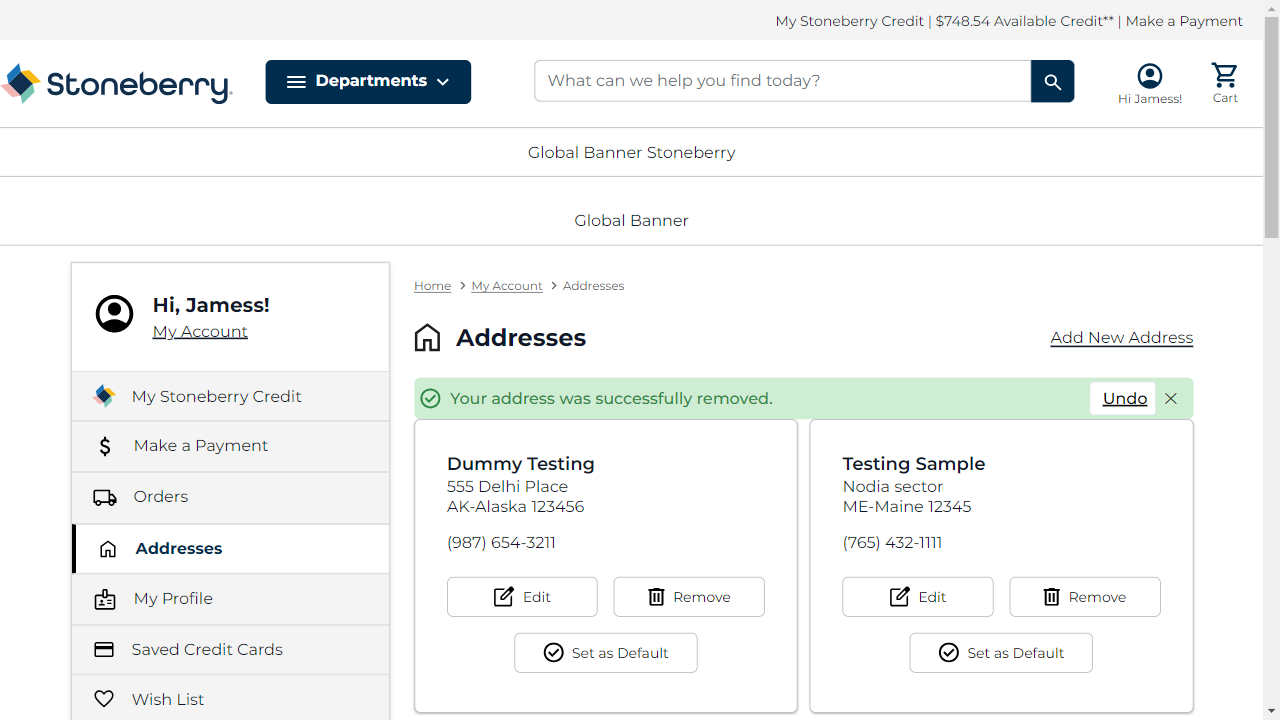 My Stoneberry Credit | $748.54 Available Credit** | Make a Payment
Stoneberry.
Departments
What can we help you find today?
Hi Jamess!
Cart
Global Banner Stoneberry
Global Banner
Hi, Jamess!
My Account
My Stoneberry Credit
Make a Payment
Orders
Addresses
My Profile
Saved Credit Cards
Wish List
Home > My Account > Addresses
Addresses
Add New Address
Your address was successfully removed.
Undo
Dummy Testing
555 Delhi Place
AK-Alaska 123456
(987) 654-3211
Edit
Remove
Set as Default
Testing Sample
Nodia sector
ME-Maine 12345
(765) 432-1111
Edit
Remove
Set as Default